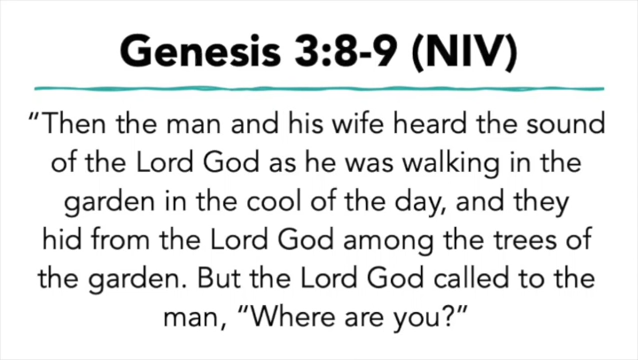 Genesis 3:8-9 (NIV)
“Then the man and his wife heard the sound
of the Lord God as he was walking in the
garden in the cool of the day, and they
hid from the Lord God among the trees of
the garden. But the Lord God called to the
man, “Where are you?”